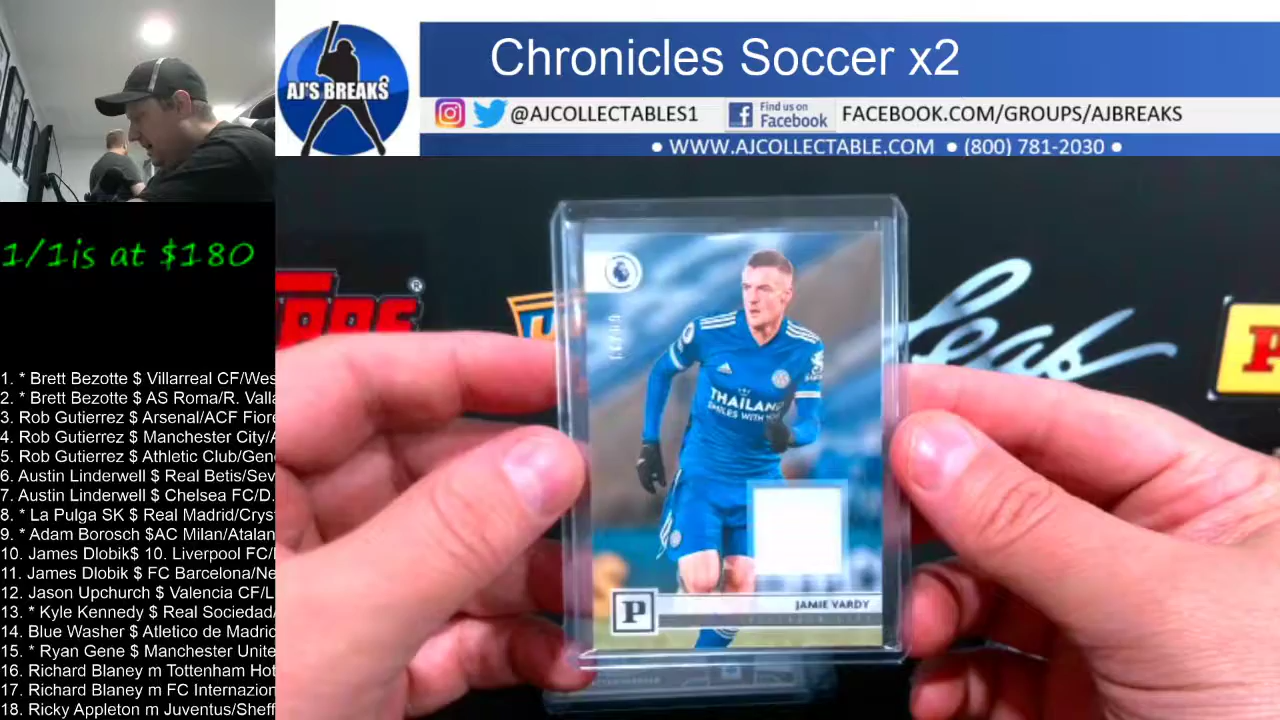 Chronicles Soccer x2
AJ'S BREAKS
@AJCOLLECTABLES1
Find us on
Facebook
FACEBOOK.COM/GROUPS/AJBREAKS
• WWW.AJCOLLECTABLE.COM • (800) 781-2030 •
1/1is at $180
1. * Brett Bezotte $ Villarreal CF/Wes
2. * Brett Bezotte $ AS Roma/R. Valla
3. Rob Gutierrez $ Arsenal/ACF Fiore
4. Rob Gutierrez $ Manchester City/A
5. Rob Gutierrez $ Athletic Club/Gen
6. Austin Linderwell $ Real Betis/Sev
7. Austin Linderwell $ Chelsea FC/D.
8. * La Pulga SK $ Real Madrid/Crys
9. * Adam Borosch $AC Milan/Atalan
10. James Dlobik$ 10. Liverpool FC/
11. James Dlobik $ FC Barcelona/Ne
12. Jason Upchurch $ Valencia CF/L
13. * Kyle Kennedy $ Real Sociedad/
14. Blue Washer $ Atletico de Madrid
15. * Ryan Gene $ Manchester Unite
16. Richard Blaney m Tottenham Hot
17. Richard Blaney m FC Internazion
18. Ricky Appleton m Juventus/Sheff
Leaf
P
THAILAND
SMILES WITH YOU
P
JAMIE VARDY